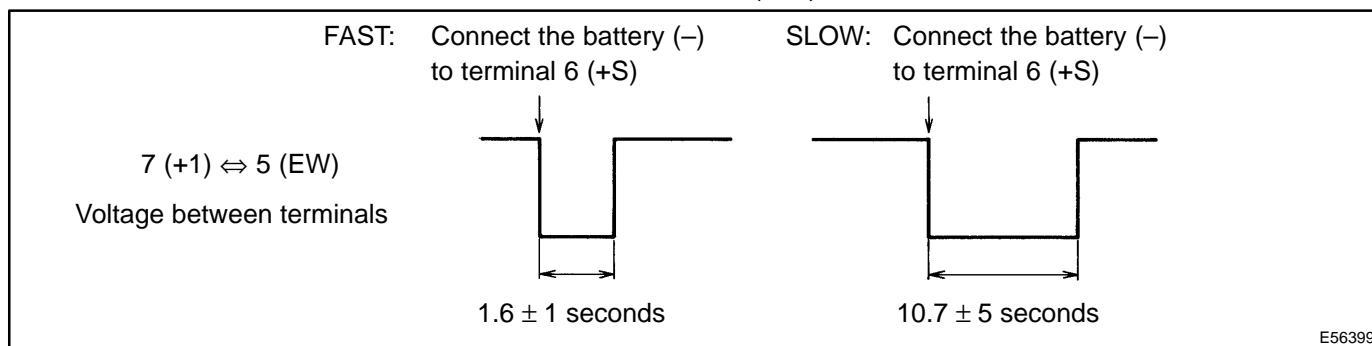 FAST: Connect the battery (–)
to terminal 6 (+S)
SLOW: Connect the battery (–)
to terminal 6 (+S)
7 (+1) ⇔ 5 (EW)
Voltage between terminals
1.6 ± 1 seconds
10.7 ± 5 seconds
E56399